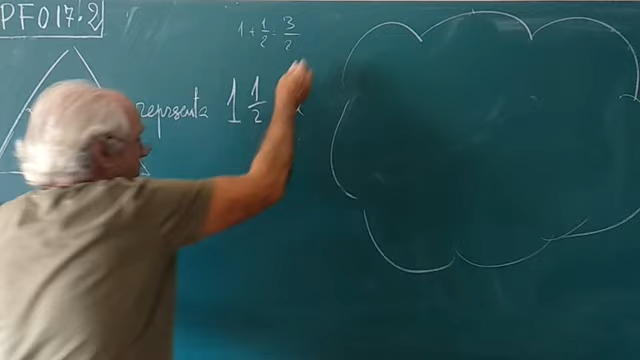 PF017.2
1 + 1/2 = 3/2
representa 1 1/2